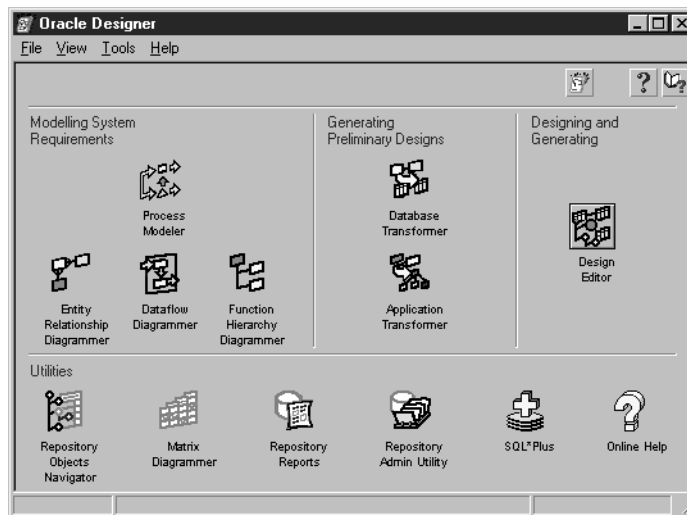 Oracle Designer
File View Tools Help
Modelling System
Requirements
Generating
Preliminary Designs
Designing and
Generating
Process
Modeler
Database
Transformer
Design
Editor
Entity
Relationship
Diagrammer
Dataflow
Diagrammer
Function
Hierarchy
Diagrammer
Application
Transformer
Utilities
Repository
Objects
Navigator
Matrix
Diagrammer
Repository
Reports
Repository
Admin Utility
SQL*Plus
Online Help